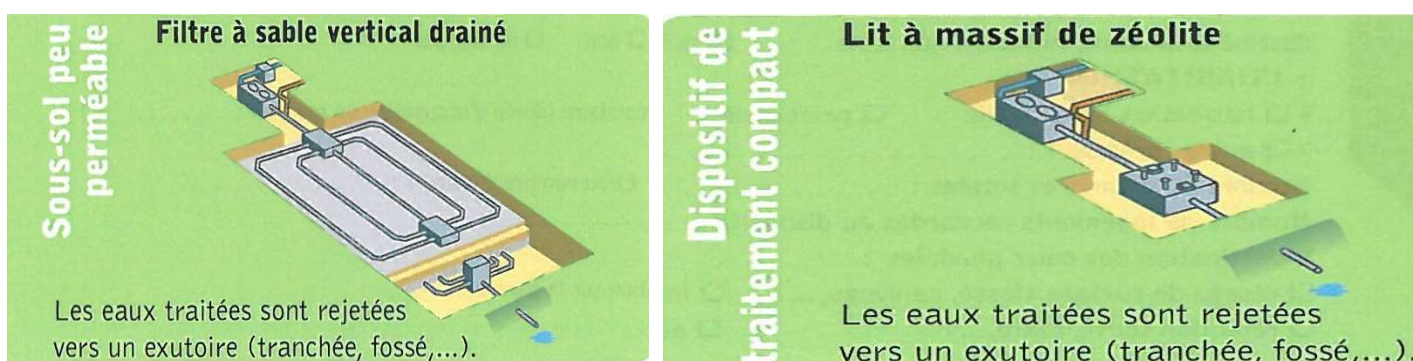 Sous-sol peu
perméable
Filtre à sable vertical drainé
Les eaux traitées sont rejetées
vers un exutoire (tranchée, fossé,...).
Dispositif de
traitement compact
Lit à massif de zéolite
Les eaux traitées sont rejetées
vers un exutoire (tranchée, fossé,...)